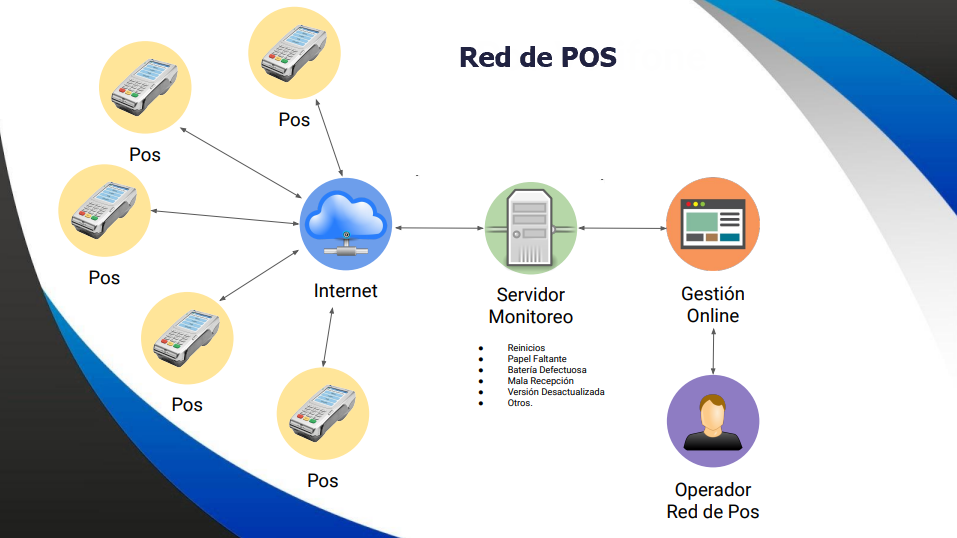 Red de POS
Pos
Pos
Pos
Pos
Pos
Internet
Servidor
Monitoreo
● Reinicios
● Papel Faltante
● Batería Defectuosa
● Mala Recepción
● Versión Desactualizada
● Otros.
Gestión
Online
Operador
Red de Pos